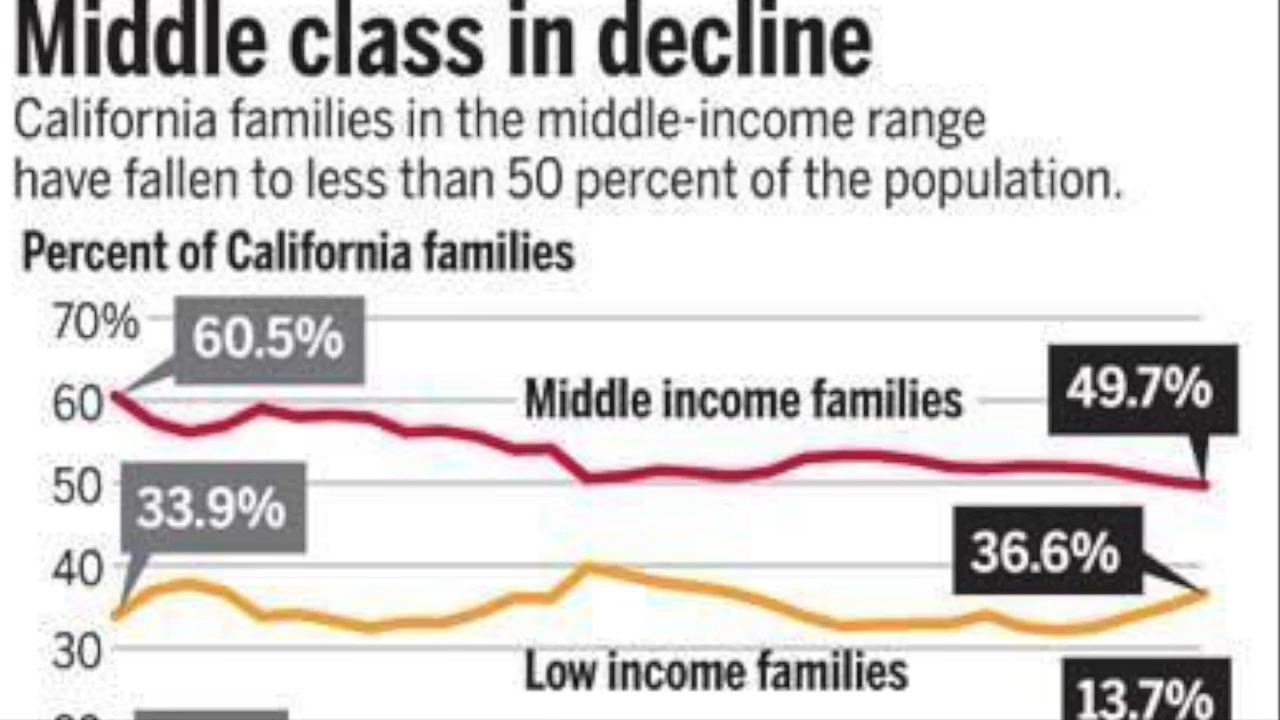 Middle class in decline
California families in the middle-income range
have fallen to less than 50 percent of the population.
Percent of California families
70%
60.5%
60
Middle income families
49.7%
50
33.9%
40
36.6%
30
Low income families
13.7%